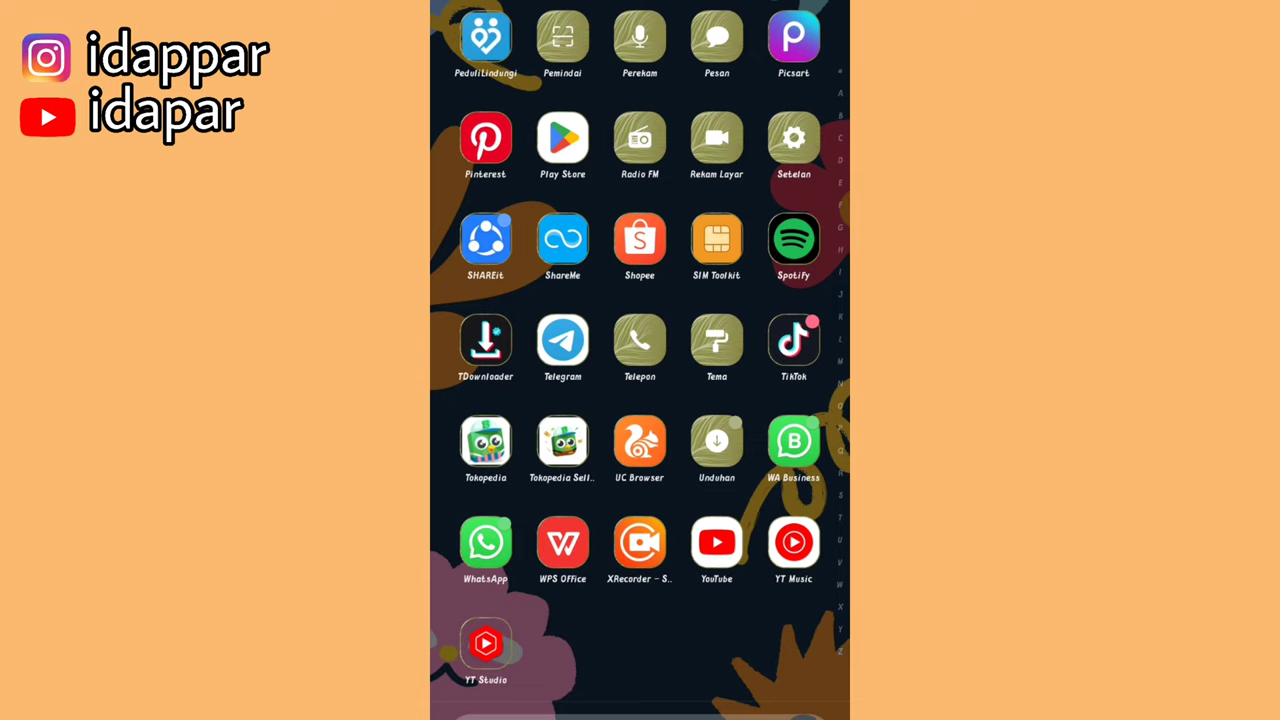 idappar
idapar
PeduliLindungi Pemindai Perekam Pesan Picsart
Pinterest Play Store Radio FM Rekam Layar Setelan
SHAREit ShareMe Shopee SIM Toolkit Spotify
TDownloader Telegram Telepon Tema TikTok
Tokopedia Tokopedia Sell.. UC Browser Unduhan WA Business
WhatsApp WPS Office XRecorder - S.. YouTube YT Music
YT Studio
#
A
B
C
D
E
F
G
H
I
J
K
L
M
N
O
P
Q
R
S
T
U
V
W
X
Y
Z